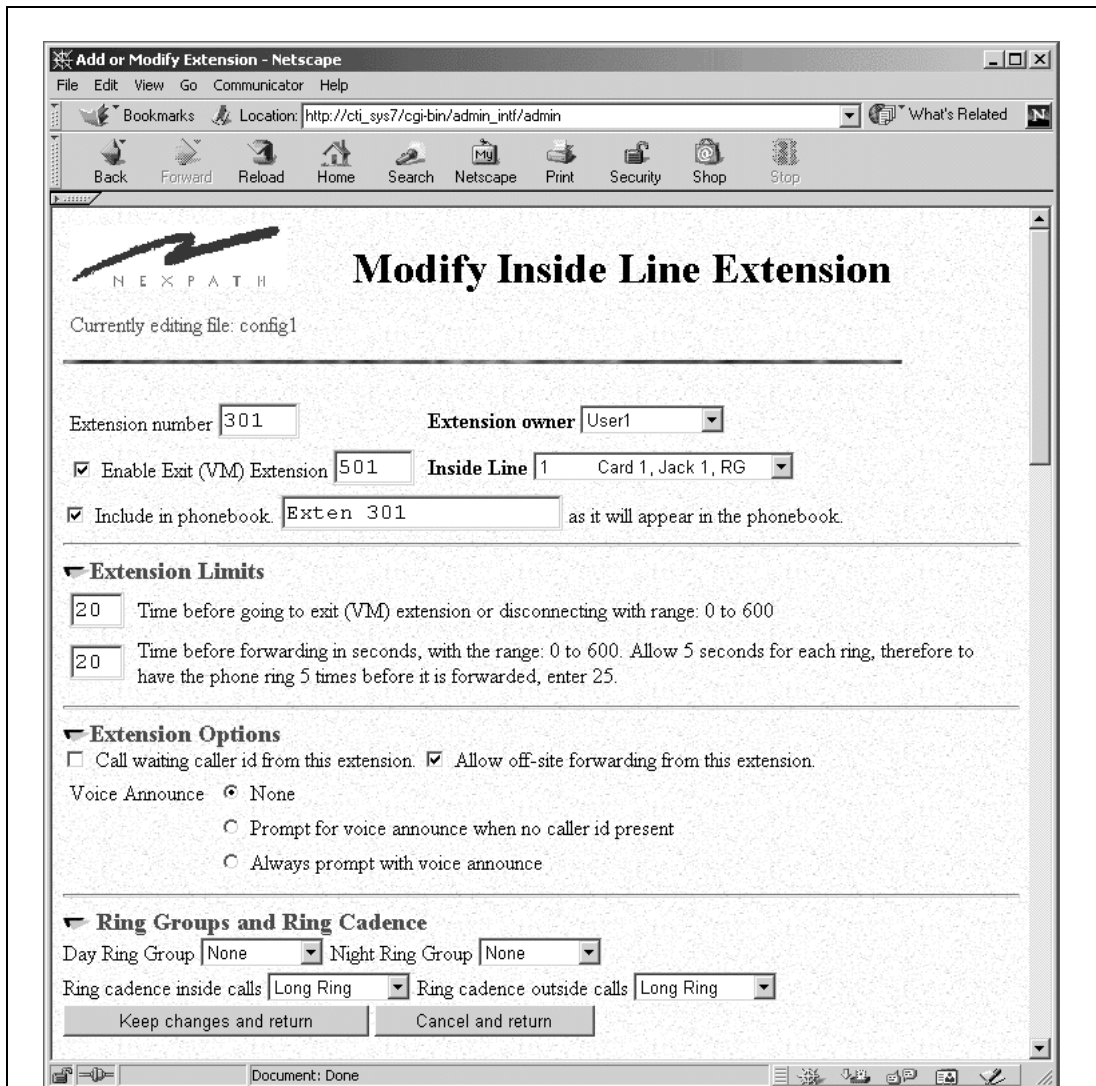 Add or Modify Extension - Netscape
File Edit View Go Communicator Help
Bookmarks Location: http://cti_sys7/cgi-bin/admin_intf/admin What's Related N
My
Back Forward Reload Home Search Netscape Print Security Shop Stop
NEXPATH
Modify Inside Line Extension
Currently editing file: config1
Extension number 301 Extension owner User1
Enable Exit (VM) Extension 501 Inside Line 1 Card 1, Jack 1, RG
Include in phonebook. Exten 301 as it will appear in the phonebook.
Extension Limits
20 Time before going to exit (VM) extension or disconnecting with range: 0 to 600
20 Time before forwarding in seconds, with the range: 0 to 600. Allow 5 seconds for each ring, therefore to
have the phone ring 5 times before it is forwarded, enter 25.
Extension Options
Call waiting caller id from this extension. Allow off-site forwarding from this extension.
Voice Announce None
Prompt for voice announce when no caller id present
Always prompt with voice announce
Ring Groups and Ring Cadence
Day Ring Group None Night Ring Group None
Ring cadence inside calls Long Ring Ring cadence outside calls Long Ring
Keep changes and return Cancel and return
Document: Done